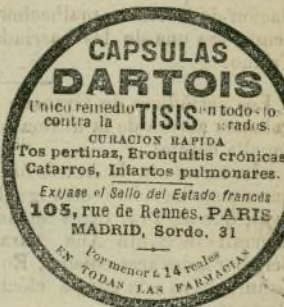 CAPSULAS
DARTOIS
Unico remedio contra la TISIS en todos los grados.
CURACION RAPIDA
Tos pertinaz, Bronquitis crónicas
Catarros, Infartos pulmonares.
Exijase el Sello del Estado francés
105, rue de Rennes, PARIS
MADRID, Sordo. 31
Por menor á 14 reales
EN TODAS LAS FARMACIAS